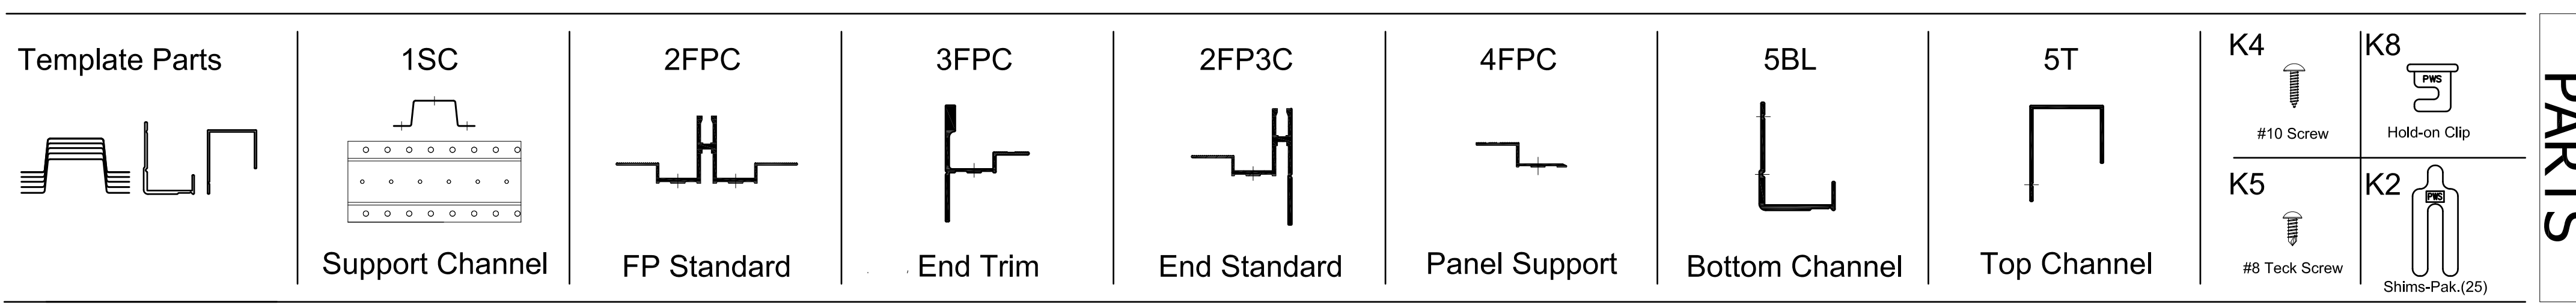 Template Parts
1SC
Support Channel
2FPC
FP Standard
3FPC
End Trim
2FP3C
End Standard
4FPC
Panel Support
5BL
Bottom Channel
5T
Top Channel
K4
#10 Screw
K8
PWS
Hold-on Clip
K5
#8 Teck Screw
K2
PWS
Shims-Pak.(25)
PARTS